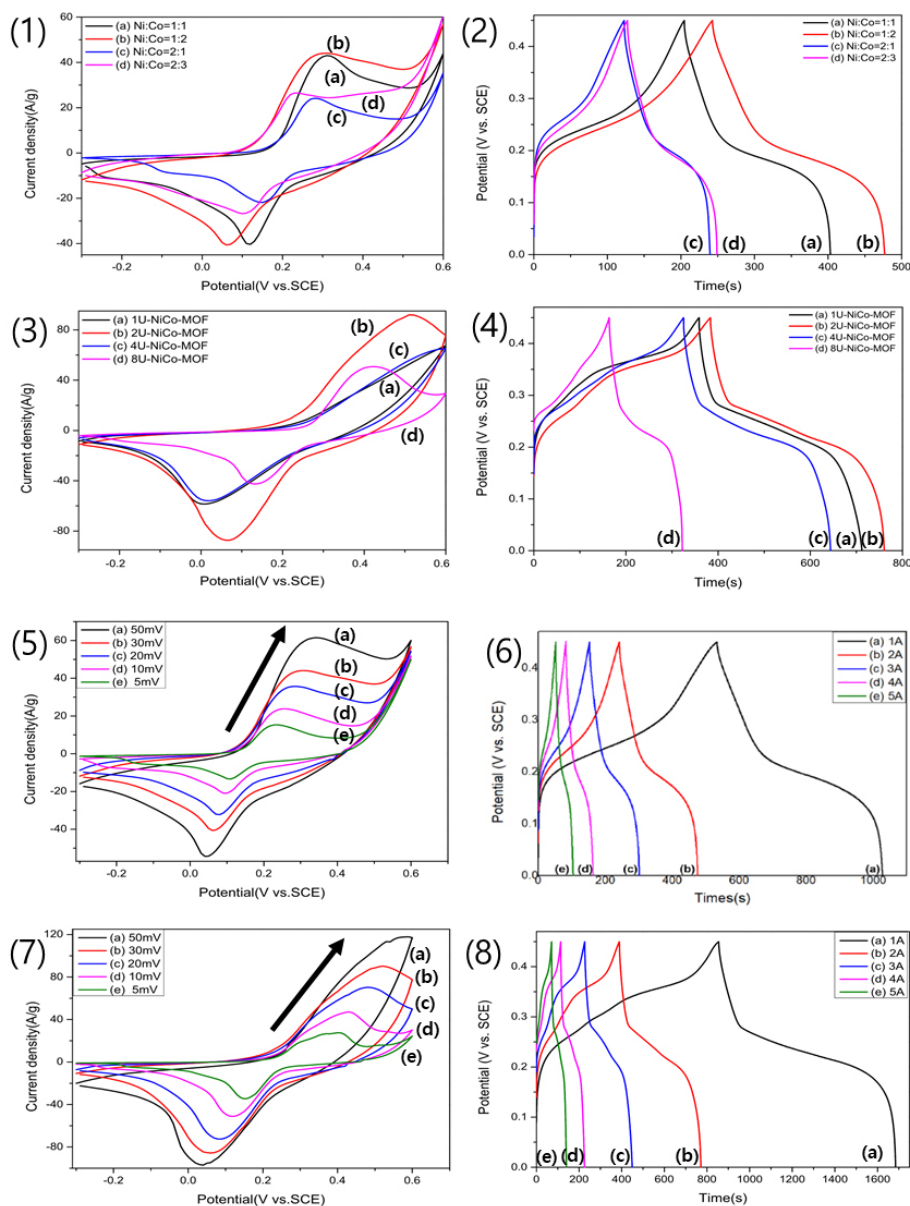 (1)
(a) Ni:Co=1:1
(b) Ni:Co=1:2
(c) Ni:Co=2:1
(d) Ni:Co=2:3
60
40
20
0
-20
-40
(b)
(a)
(d)
(c)
-0.2 0.0 0.2 0.4 0.6
Current density(A/g)
Potential(V vs.SCE)
(2)
(a) Ni:Co=1:1
(b) Ni:Co=1:2
(c) Ni:Co=2:1
(d) Ni:Co=2:3
0.4
0.3
0.2
0.1
0.0
(c) (d) (a) (b)
0 100 200 300 400 500
Potential (V vs. SCE)
Time(s)
(3)
(a) 1U-NiCo-MOF
(b) 2U-NiCo-MOF
(c) 4U-NiCo-MOF
(d) 8U-NiCo-MOF
80
40
0
-40
-80
(b)
(c)
(a)
(d)
-0.2 0.0 0.2 0.4 0.6
Current density(A/g)
Potential(V vs.SCE)
(4)
(a) 1U-NiCo-MOF
(b) 2U-NiCo-MOF
(c) 4U-NiCo-MOF
(d) 8U-NiCo-MOF
0.4
0.3
0.2
0.1
0.0
(d) (c) (a) (b)
0 200 400 600 800
Potential (V vs. SCE)
Time(s)
(5)
(a) 50mV
(b) 30mV
(c) 20mV
(d) 10mV
(e) 5mV
60
40
20
0
-20
-40
(a)
(b)
(c)
(d)
(e)
-0.2 0.0 0.2 0.4 0.6
Current density(A/g)
Potential(V vs.SCE)
(6)
(a) 1A
(b) 2A
(c) 3A
(d) 4A
(e) 5A
0.4
0.3
0.2
0.1
0.0
(e) (d) (c) (b) (a)
0 200 400 600 800 1000
Potential (V vs. SCE)
Times(s)
(7)
(a) 50mV
(b) 30mV
(c) 20mV
(d) 10mV
(e) 5mV
120
80
40
0
-40
-80
(a)
(b)
(c)
(d)
(e)
-0.2 0.0 0.2 0.4 0.6
Current density(A/g)
Potential(V vs.SCE)
(8)
(a) 1A
(b) 2A
(c) 3A
(d) 4A
(e) 5A
0.4
0.3
0.2
0.1
0.0
(e) (d) (c) (b) (a)
0 200 400 600 800 1000 1200 1400 1600
Potential (V vs. SCE)
Time(s)